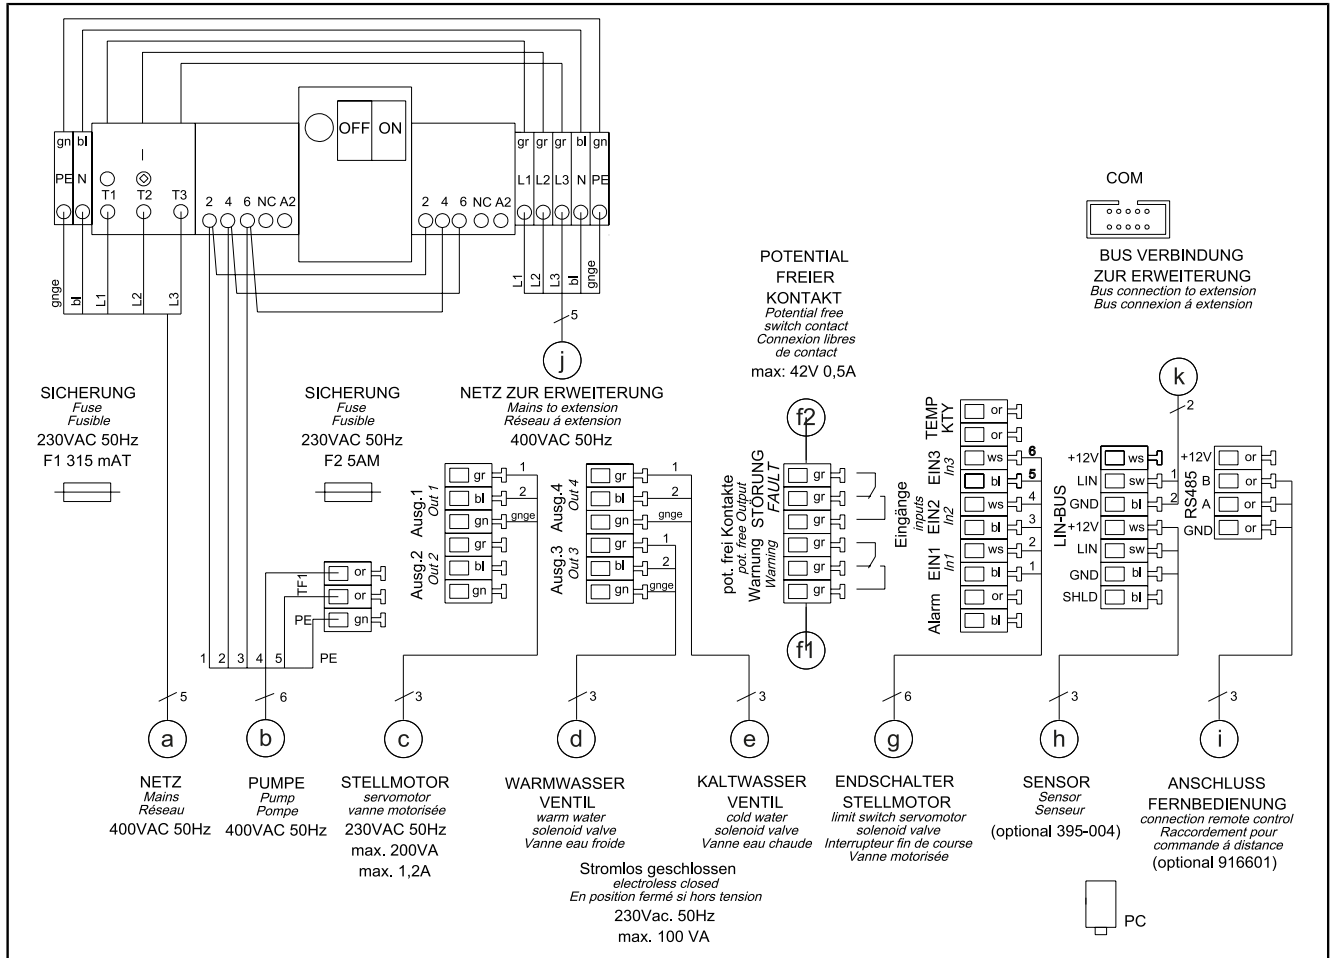 gn bl
PE N
T1 T2 T3
2 4 6 NC A2
OFF ON
2 4 6 NC A2
gr gr gr bl gn
L1 L2 L3 N PE
gnge bl L1 L2 L3
L1 L2 L3 bl gnge
5
j
NETZ ZUR ERWEITERUNG
Mains to extension
Réseau á extension
400VAC 50Hz
SICHERUNG
Fuse
Fusible
230VAC 50Hz
F1 315 mAT
SICHERUNG
Fuse
Fusible
230VAC 50Hz
F2 5AM
COM
BUS VERBINDUNG
ZUR ERWEITERUNG
Bus connection to extension
Bus connexion á extension
POTENTIAL
FREIER
KONTAKT
Potential free
switch contact
Connexion libres
de contact
max: 42V 0,5A
f2
k
2
TF1
or
or
PE gn
1 2 3 4 5 PE
Ausg.1
Out 1
gr 1
bl 2
gn gnge
Ausg.2
Out 2
gr
bl
gn
Ausg.4
Out 4
gr 1
bl 2
gn gnge
Ausg.3
Out 3
gr 1
bl 2
gn gnge
pot. frei Kontakte
pot. free Output
STÖRUNG
FAULT
gr
gr
gr
Warnung
Warning
gr
gr
gr
f1
Eingänge
inputs
TEMP
KTY
or
or
EIN3
In3
ws 6
bl 5
EIN2
In2
ws 4
bl 3
EIN1
In1
ws 2
bl 1
Alarm
or
bl
LIN-BUS
+12V ws
LIN sw 1
GND bl 2
+12V ws
LIN sw
GND bl
SHLD bl
RS485
+12V or
B or
A or
GND or
5
6
3
3
3
6
3
3
a
b
c
d
e
g
h
i
NETZ
Mains
Réseau
400VAC 50Hz
PUMPE
Pump
Pompe
400VAC 50Hz
STELLMOTOR
servomotor
vanne motorisée
230VAC 50Hz
max. 200VA
max. 1,2A
WARMWASSER
VENTIL
warm water
solenoid valve
Vanne eau froide
KALTWASSER
VENTIL
cold water
solenoid valve
Vanne eau chaude
Stromlos geschlossen
electroless closed
En position fermé si hors tension
230Vac. 50Hz
max. 100 VA
ENDSCHALTER
STELLMOTOR
limit switch servomotor
solenoid valve
Interrupteur fin de course
Vanne motorisée
SENSOR
Sensor
Senseur
(optional 395-004)
ANSCHLUSS
FERNBEDIENUNG
connection remote control
Raccordement pour
commande á distance
(optional 916601)
PC